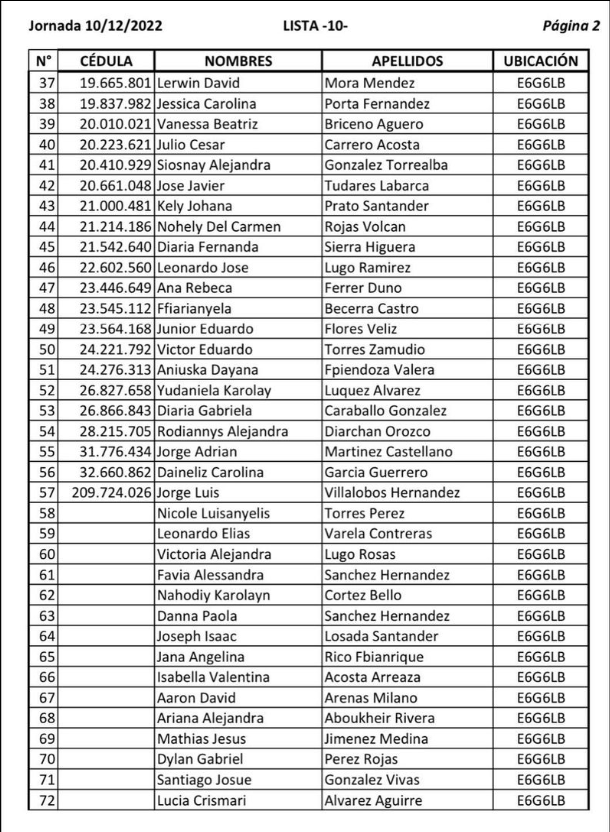 Jornada 10/12/2022 LISTA -10- Página 2
N° CÉDULA NOMBRES APELLIDOS UBICACIÓN
37 19.665.801 Lerwin David Mora Mendez E6G6LB
38 19.837.982 Jessica Carolina Porta Fernandez E6G6LB
39 20.010.021 Vanessa Beatriz Briceno Aguero E6G6LB
40 20.223.621 Julio Cesar Carrero Acosta E6G6LB
41 20.410.929 Siosnay Alejandra Gonzalez Torrealba E6G6LB
42 20.661.048 Jose Javier Tudares Labarca E6G6LB
43 21.000.481 Kely Johana Prato Santander E6G6LB
44 21.214.186 Nohely Del Carmen Rojas Volcan E6G6LB
45 21.542.640 Diaria Fernanda Sierra Higuera E6G6LB
46 22.602.560 Leonardo Jose Lugo Ramirez E6G6LB
47 23.446.649 Ana Rebeca Ferrer Duno E6G6LB
48 23.545.112 Ffiarianyela Becerra Castro E6G6LB
49 23.564.168 Junior Eduardo Flores Veliz E6G6LB
50 24.221.792 Victor Eduardo Torres Zamudio E6G6LB
51 24.276.313 Aniuska Dayana Fpiendoza Valera E6G6LB
52 26.827.658 Yudaniela Karolay Luquez Alvarez E6G6LB
53 26.866.843 Diaria Gabriela Caraballo Gonzalez E6G6LB
54 28.215.705 Rodiannys Alejandra Diarchan Orozco E6G6LB
55 31.776.434 Jorge Adrian Martinez Castellano E6G6LB
56 32.660.862 Daineliz Carolina Garcia Guerrero E6G6LB
57 209.724.026 Jorge Luis Villalobos Hernandez E6G6LB
58 Nicole Luisanyelis Torres Perez E6G6LB
59 Leonardo Elias Varela Contreras E6G6LB
60 Victoria Alejandra Lugo Rosas E6G6LB
61 Favia Alessandra Sanchez Hernandez E6G6LB
62 Nahodiy Karolayn Cortez Bello E6G6LB
63 Danna Paola Sanchez Hernandez E6G6LB
64 Joseph Isaac Losada Santander E6G6LB
65 Jana Angelina Rico Fbianrique E6G6LB
66 Isabella Valentina Acosta Arreaza E6G6LB
67 Aaron David Arenas Milano E6G6LB
68 Ariana Alejandra Aboukheir Rivera E6G6LB
69 Mathias Jesus Jimenez Medina E6G6LB
70 Dylan Gabriel Perez Rojas E6G6LB
71 Santiago Josue Gonzalez Vivas E6G6LB
72 Lucia Crismari Alvarez Aguirre E6G6LB